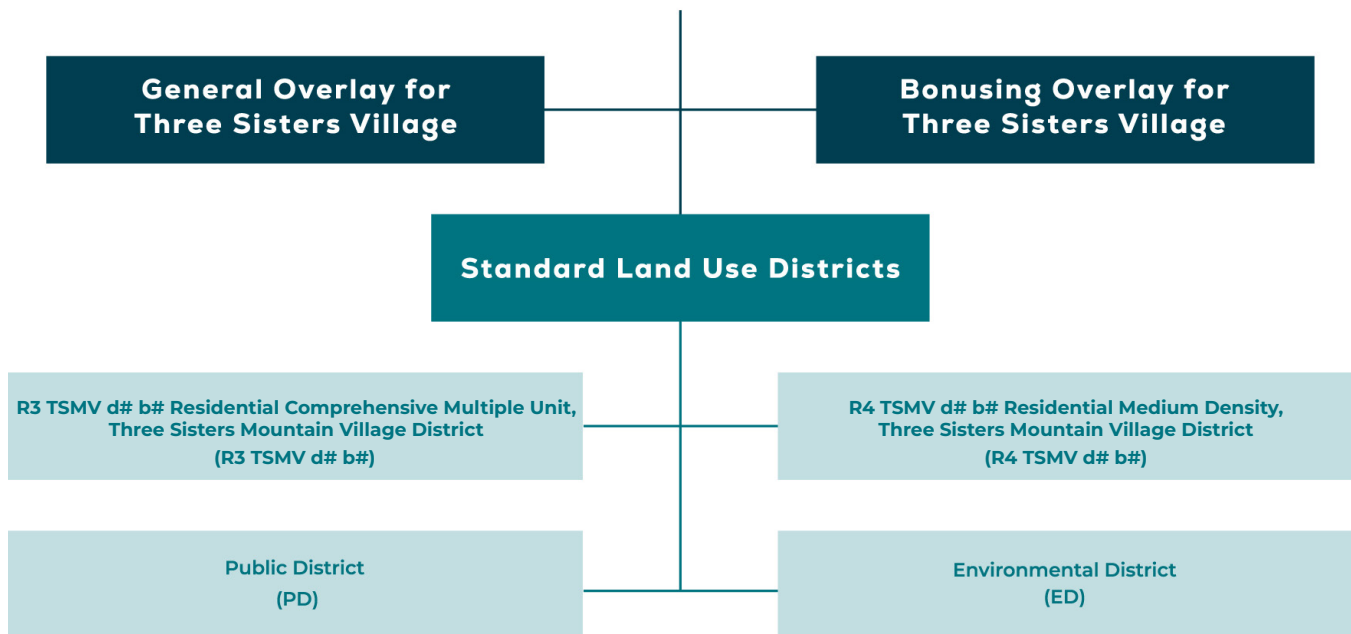 General Overlay for
Three Sisters Village
Bonusing Overlay for
Three Sisters Village
Standard Land Use Districts
R3 TSMV d# b# Residential Comprehensive Multiple Unit,
Three Sisters Mountain Village District
(R3 TSMV d# b#)
R4 TSMV d# b# Residential Medium Density,
Three Sisters Mountain Village District
(R4 TSMV d# b#)
Public District
(PD)
Environmental District
(ED)